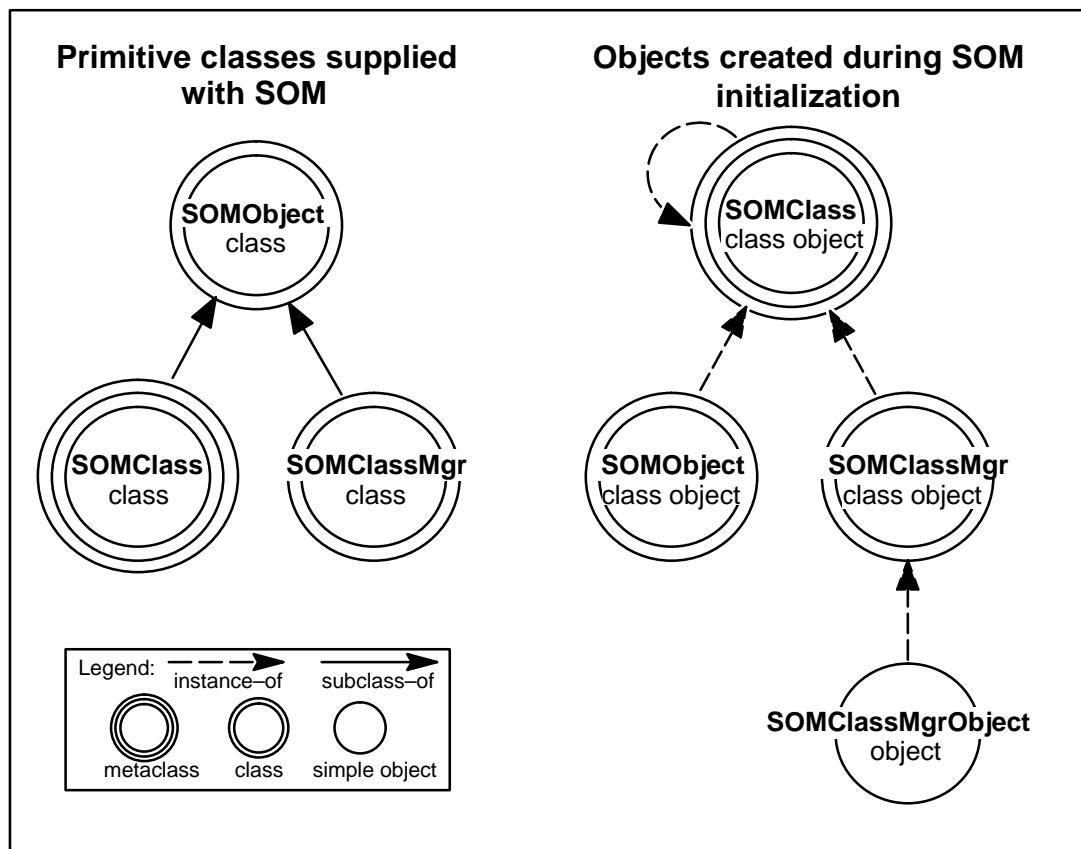 Primitive classes supplied
with SOM
SOMObject
class
SOMClass
class
SOMClassMgr
class
Objects created during SOM
initialization
SOMClass
class object
SOMObject
class object
SOMClassMgr
class object
SOMClassMgrObject
object
Legend:
instance–of
subclass–of
metaclass
class
simple object